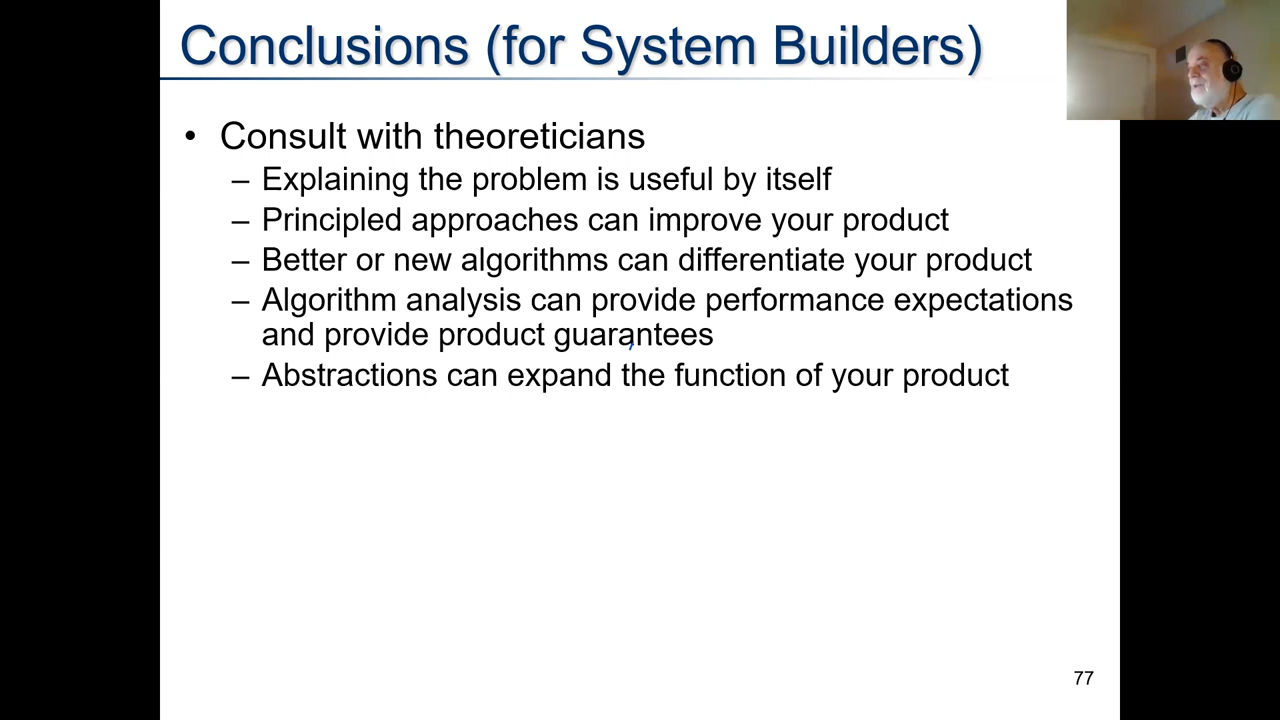 Conclusions (for System Builders)
• Consult with theoreticians
– Explaining the problem is useful by itself
– Principled approaches can improve your product
– Better or new algorithms can differentiate your product
– Algorithm analysis can provide performance expectations
and provide product guarantees
– Abstractions can expand the function of your product
77